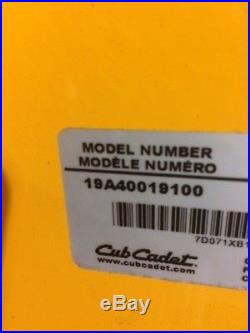 MODEL NUMBER
MODÈLE NUMÉRO
19A40019100
7D071XB1
Cub Cadet
www.cubcadet.com